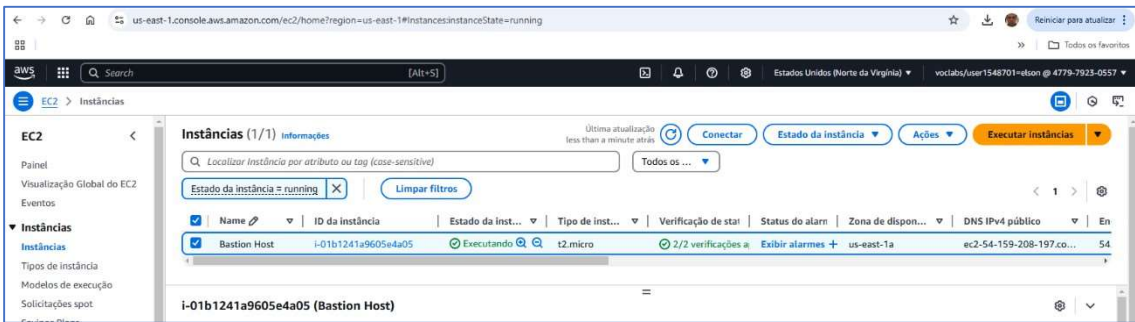 us-east-1.console.aws.amazon.com/ec2/home?region=us-east-1#Instances:instanceState=running
Reiniciar para atualizar
» Todos os favoritos
aws Search [Alt+S] Estados Unidos (Norte da Virgínia) ▼ voclabs/user1548701=elson @ 4779-7923-0557 ▼
EC2 > Instâncias
EC2
Painel
Visualização Global do EC2
Eventos
▼ Instâncias
Instâncias
Tipos de instância
Modelos de execução
Solicitações spot
Instâncias (1/1) Informações
Última atualização
less than a minute atrás
Conectar Estado da instância ▼ Ações ▼ Executar instâncias ▼
Localizar Instância por atributo ou tag (case-sensitive) Todos os ... ▼
Estado da instância = running X Limpar filtros
< 1 >
Name ID da instância Estado da inst... Tipo de inst... Verificação de stat Status do alarm Zona de dispon... DNS IPv4 público En
Bastion Host i-01b1241a9605e4a05 Executando t2.micro 2/2 verificações a Exibir alarmes + us-east-1a ec2-54-159-208-197.co... 54
i-01b1241a9605e4a05 (Bastion Host)